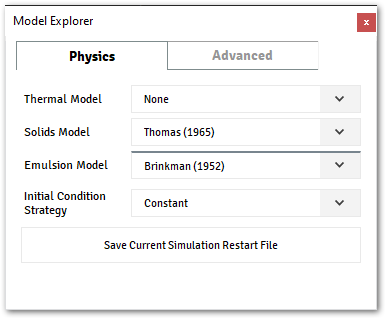 Model Explorer
x
Physics
Advanced
Thermal Model
None
Solids Model
Thomas (1965)
Emulsion Model
Brinkman (1952)
Initial Condition
Strategy
Constant
Save Current Simulation Restart File